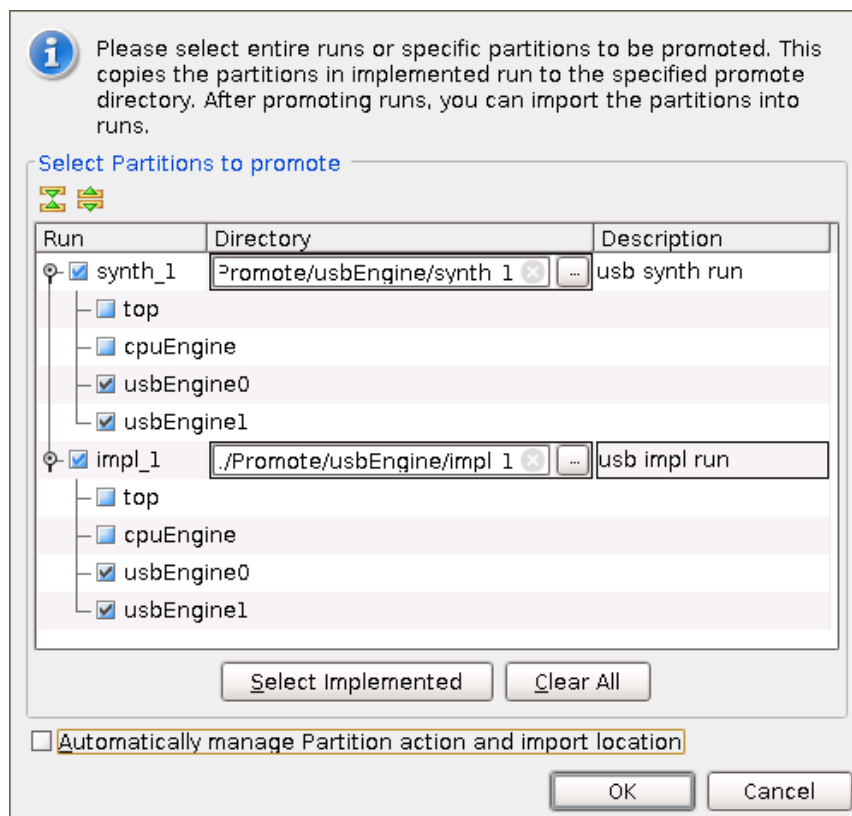 Please select entire runs or specific partitions to be promoted. This
copies the partitions in implemented run to the specified promote
directory. After promoting runs, you can import the partitions into
runs.
Select Partitions to promote
Run Directory Description
synth_1 Promote/usbEngine/synth_1 ... usb synth run
top
cpuEngine
usbEngine0
usbEngine1
impl_1 ./Promote/usbEngine/impl_1 ... usb impl run
top
cpuEngine
usbEngine0
usbEngine1
Select Implemented Clear All
Automatically manage Partition action and import location
OK Cancel